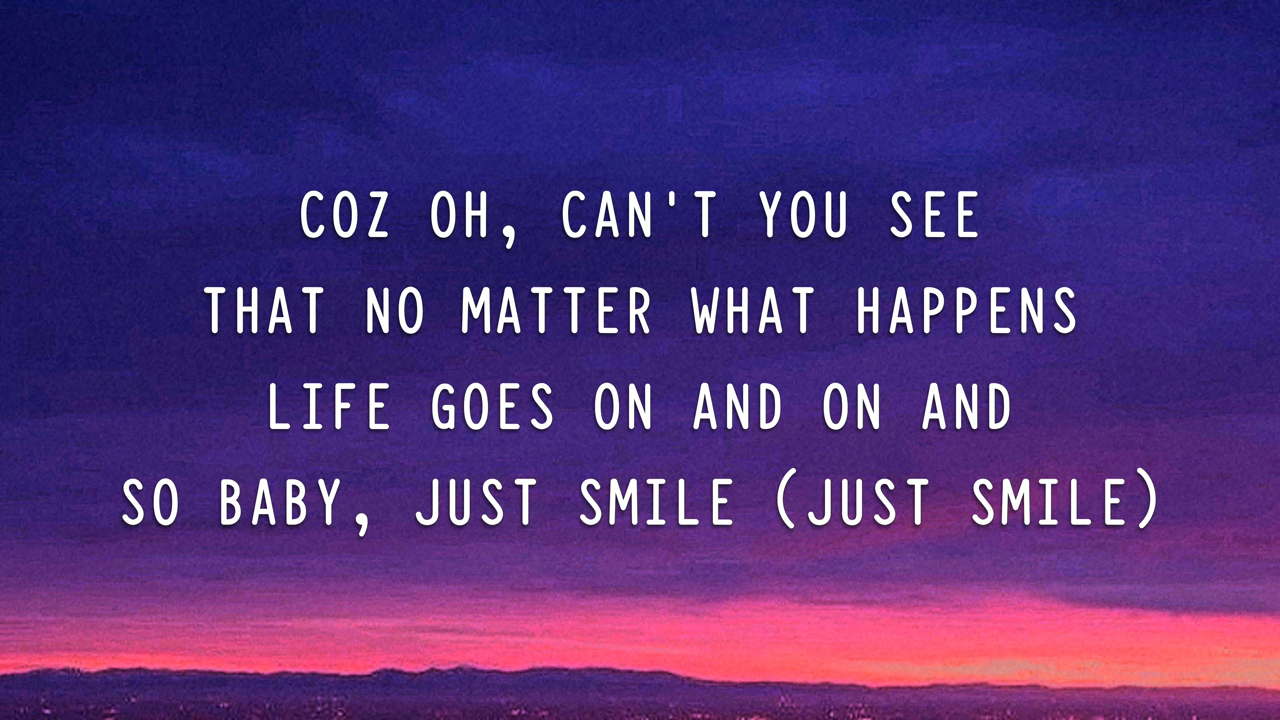 COZ OH, CAN'T YOU SEE
THAT NO MATTER WHAT HAPPENS
LIFE GOES ON AND ON AND
SO BABY, JUST SMILE (JUST SMILE)